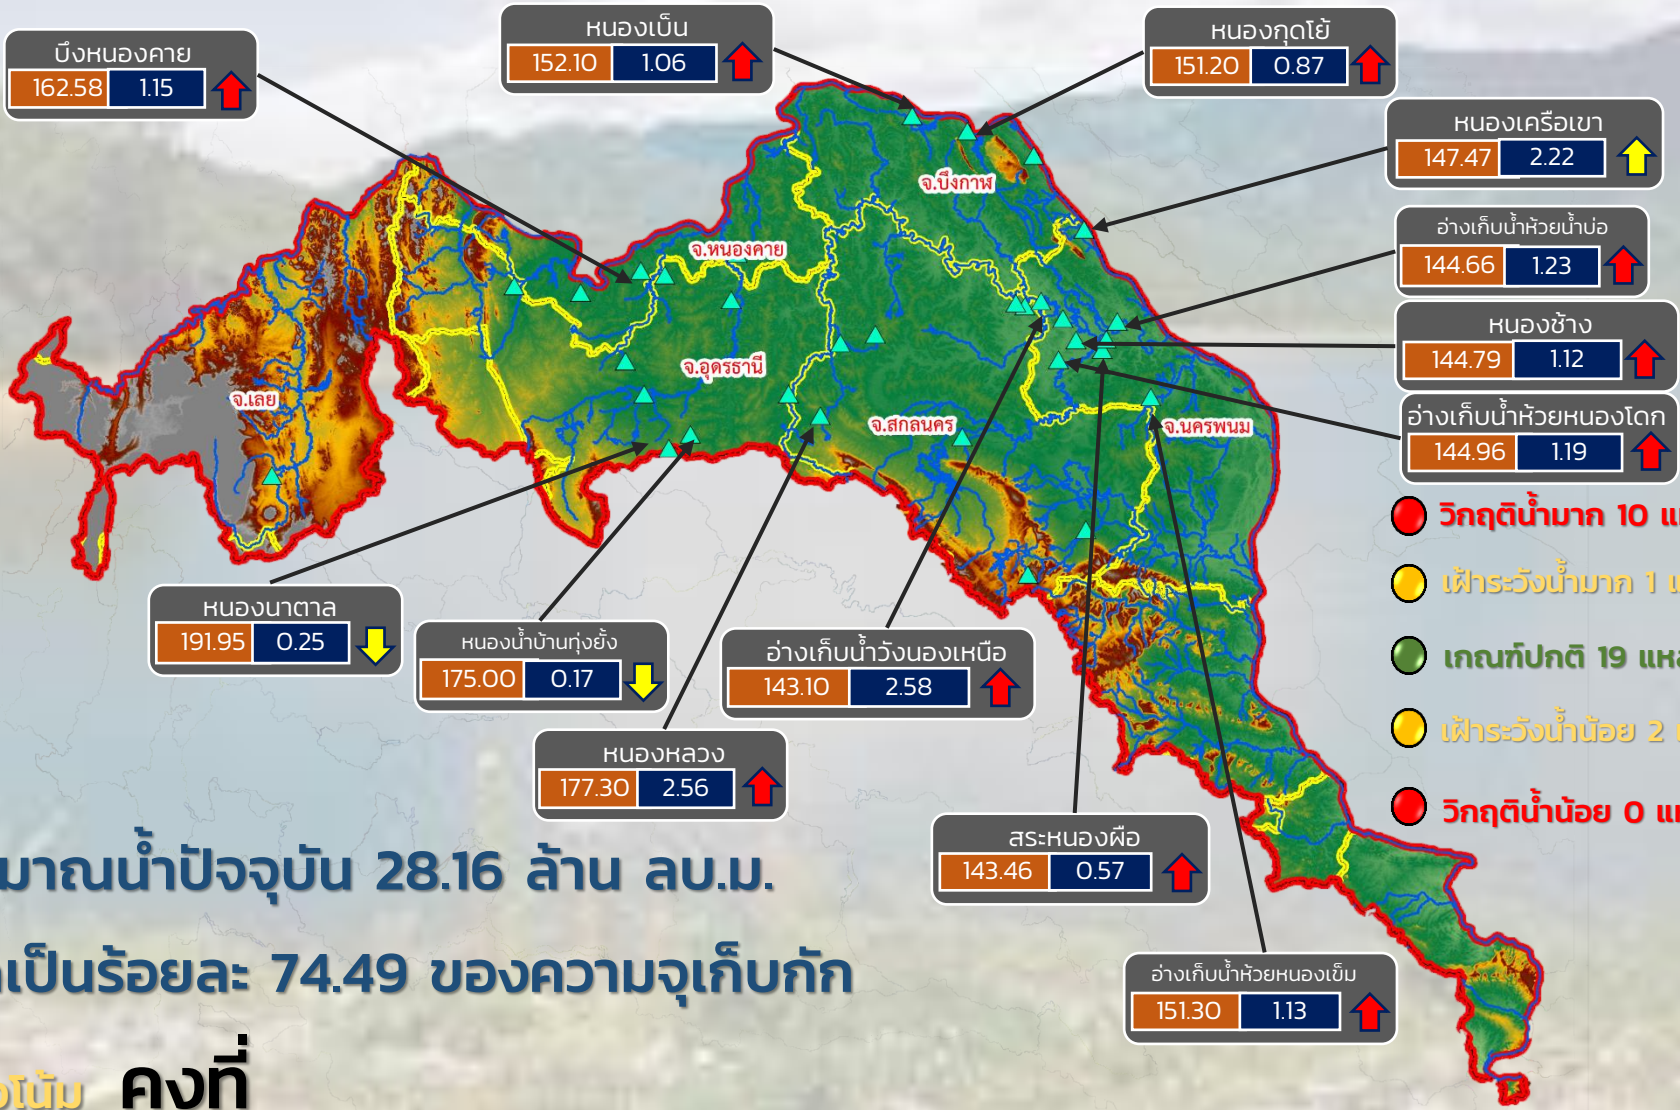 หนองเบ็น
152.10 1.06
หนองกุดโย้
151.20 0.87
บึงหนองคาย
162.58 1.15
หนองเครือเขา
147.47 2.22
จ.บึงกาฬ
อ่างเก็บน้ำห้วยน้ำบ่อ
144.66 1.23
จ.หนองคาย
หนองช้าง
144.79 1.12
จ.อุดรธานี
จ.เลย
จ.สกลนคร
จ.นครพนม
อ่างเก็บน้ำห้วยหนองโดก
144.96 1.19
วิกฤติน้ำมาก 10
เฝ้าระวังน้ำมาก 1
เกณฑ์ปกติ 19
เฝ้าระวังน้ำน้อย 2
วิกฤติน้ำน้อย 0
หนองนาตาล
191.95 0.25
หนองน้ำบ้านทุ่งยั้ง
175.00 0.17
อ่างเก็บน้ำวังนองเหนือ
143.10 2.58
หนองหลวง
177.30 2.56
สระหนองผือ
143.46 0.57
อ่างเก็บน้ำห้วยหนองเข็ม
151.30 1.13
มาณน้ำปัจจุบัน 28.16 ล้าน ลบ.ม.
เป็นร้อยละ 74.49 ของความจุเก็บกัก
โน้ม คงที่